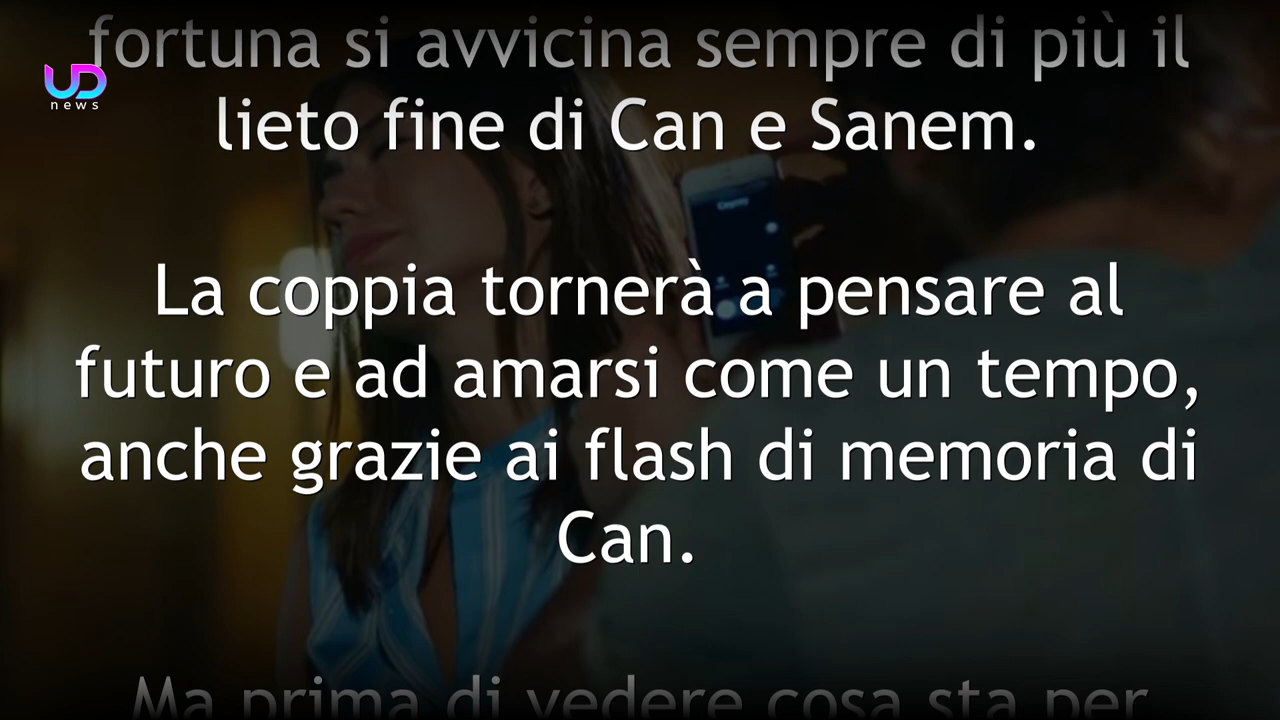 fortuna si avvicina sempre di più il
UD
news
lieto fine di Can e Sanem.
La coppia tornerà a pensare al
futuro e ad amarsi come un tempo,
anche grazie ai flash di memoria di
Can.
Ma prima di vedere cosa sta per